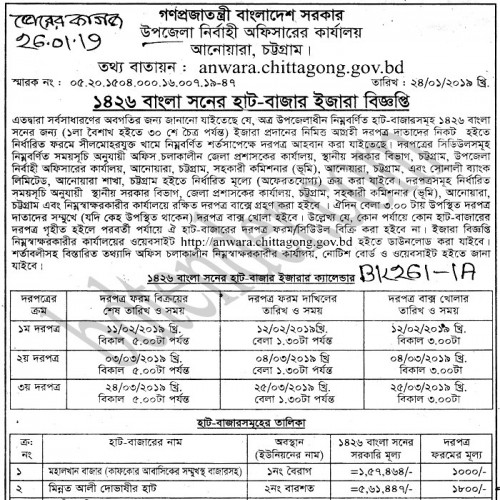 ভোরের কাগজ
26.01.19
গণপ্রজাতন্ত্রী বাংলাদেশ সরকার
উপজেলা নির্বাহী অফিসারের কার্যালয়
আনোয়ারা, চট্টগ্রাম।
তথ্য বাতায়ন : anwara.chittagong.gov.bd
স্মারক নং : ০৫.২০.১৫০৪.০০০.১৬.০০৭.১৯-৪৭ তারিখ : ২৪/০১/২০১৯ খ্রি.
১৪২৬ বাংলা সনের হাট-বাজার ইজারা বিজ্ঞপ্তি
এতদ্বারা সর্বসাধারণের অবগতির জন্য জানানো যাইতেছে যে, অত্র উপজেলাধীন নিম্নবর্ণিত হাট-বাজারসমূহ ১৪২৬ বাংলা
সনের জন্য (১লা বৈশাখ হইতে ৩০ শে চৈত্র পর্যন্ত) ইজারা প্রদানের নিমিত্ত আগ্রহী দরপত্র দাতাদের নিকট হইতে
নির্ধারিত ফরমে সীলমোহরযুক্ত খামে নিম্নবর্ণিত শর্তসাপেক্ষে দরপত্র আহবান করা যাইতেছে। দরপত্রের সিডিউলসমূহ
নিম্নবর্ণিত সময়সূচি অনুযায়ী অফিস চলাকালীন জেলা প্রশাসকের কার্যালয়, স্থানীয় সরকার বিভাগ, চট্টগ্রাম, উপজেলা
নির্বাহী অফিসারের কার্যালয়, আনোয়ারা, চট্টগ্রাম, সহকারী কমিশনার (ভূমি), আনোয়ারা, চট্টগ্রাম, এবং সোনালী ব্যাংক
লিমিটেড, আনোয়ারা শাখা, চট্টগ্রাম হইতে নির্ধারিত মূল্যে (অফেরতযোগ্য) ক্রয় করা যাইবে। দরপত্রসমূহ নির্ধারিত
সময়সূচি অনুযায়ী স্থানীয় সরকার বিভাগ, জেলা প্রশাসকের কার্যালয়, চট্টগ্রাম, সহকারী কমিশনার (ভূমি), আনোয়ারা,
চট্টগ্রাম এবং নিম্নস্বাক্ষরকারীর কার্যালয়ে রক্ষিত দরপত্র বাক্সে গ্রহণ করা হইবে। ঐদিন বেলা ৩.০০ টায় উপস্থিত দরপত্র
দাতাদের সম্মুখে (যদি কেহ উপস্থিত থাকেন) দরপত্র বাক্স খোলা হইবে। উল্লেখ্য যে, কোন পর্যায়ে কোন হাট-বাজারের
দরপত্র গৃহীত হইলে পরবর্তী পর্যায়ে ঐ হাট-বাজারের দরপত্র ফরম/সিডিউল বিক্রি করা হইবে না। ইজারা বিজ্ঞপ্তি
নিম্নস্বাক্ষরকারীর কার্যালয়ের ওয়েবসাইট http://anwara.chittagong.gov.bd হইতে ডাউনলোড করা যাইবে।
শর্তাবলীসহ বিস্তারিত তথ্যাদি অফিস চলাকালীন নিম্নস্বাক্ষরকারীর কার্যালয়, নোটিশ বোর্ড ও ওয়েবসাইট হইতে জানা
যাইবে।
১৪২৬ বাংলা সনের হাট-বাজার ইজারার ক্যালেন্ডার BK261-1A
দরপত্রের ক্রম | দরপত্র ফরম বিক্রয়ের শেষ তারিখ ও সময় | দরপত্র ফরম দাখিলের তারিখ ও সময় | দরপত্র বাক্স খোলার তারিখ ও সময়
১ম দরপত্র | ১১/০২/২০১৯ খ্রি. বিকাল ৫.০০টা পর্যন্ত | ১২/০২/২০১৯ খ্রি. বেলা ১.৩০টা পর্যন্ত | ১২/০২/২০১৯ খ্রি. বিকাল ৩.০০টা
২য় দরপত্র | ০৩/০৩/২০১৯ খ্রি. বিকাল ৫.০০টা পর্যন্ত | ০৪/০৩/২০১৯ খ্রি. বেলা ১.৩০টা পর্যন্ত | ০৪/০৩/২০১৯ খ্রি. বিকাল ৩.০০টা
৩য় দরপত্র | ২৪/০৩/২০১৯ খ্রি. বিকাল ৫.০০টা পর্যন্ত | ২৫/০৩/২০১৯ খ্রি. বেলা ১.৩০টা পর্যন্ত | ২৫/০৩/২০১৯ খ্রি. বিকাল ৩.০০টা
হাট-বাজারসমূহের তালিকা
ক্র: নং | হাট-বাজারের নাম | অবস্থান (ইউনিয়নের নাম) | ১৪২৬ বাংলা সনের সরকারি মূল্য | দরপত্র ফরমের মূল্য
১ | মহালখান বাজার (কাফকোর আবাসিকের সম্মুখস্থ বাজারসহ) | ১নং বৈরাগ | =১,৫৭,৪৬৪/- | ১০০০/-
২ | মিন্নত আলী দোভাষীর হাট | ২নং বারশত | =৫,৬১,৪৪৭/- | ১৮০০/-